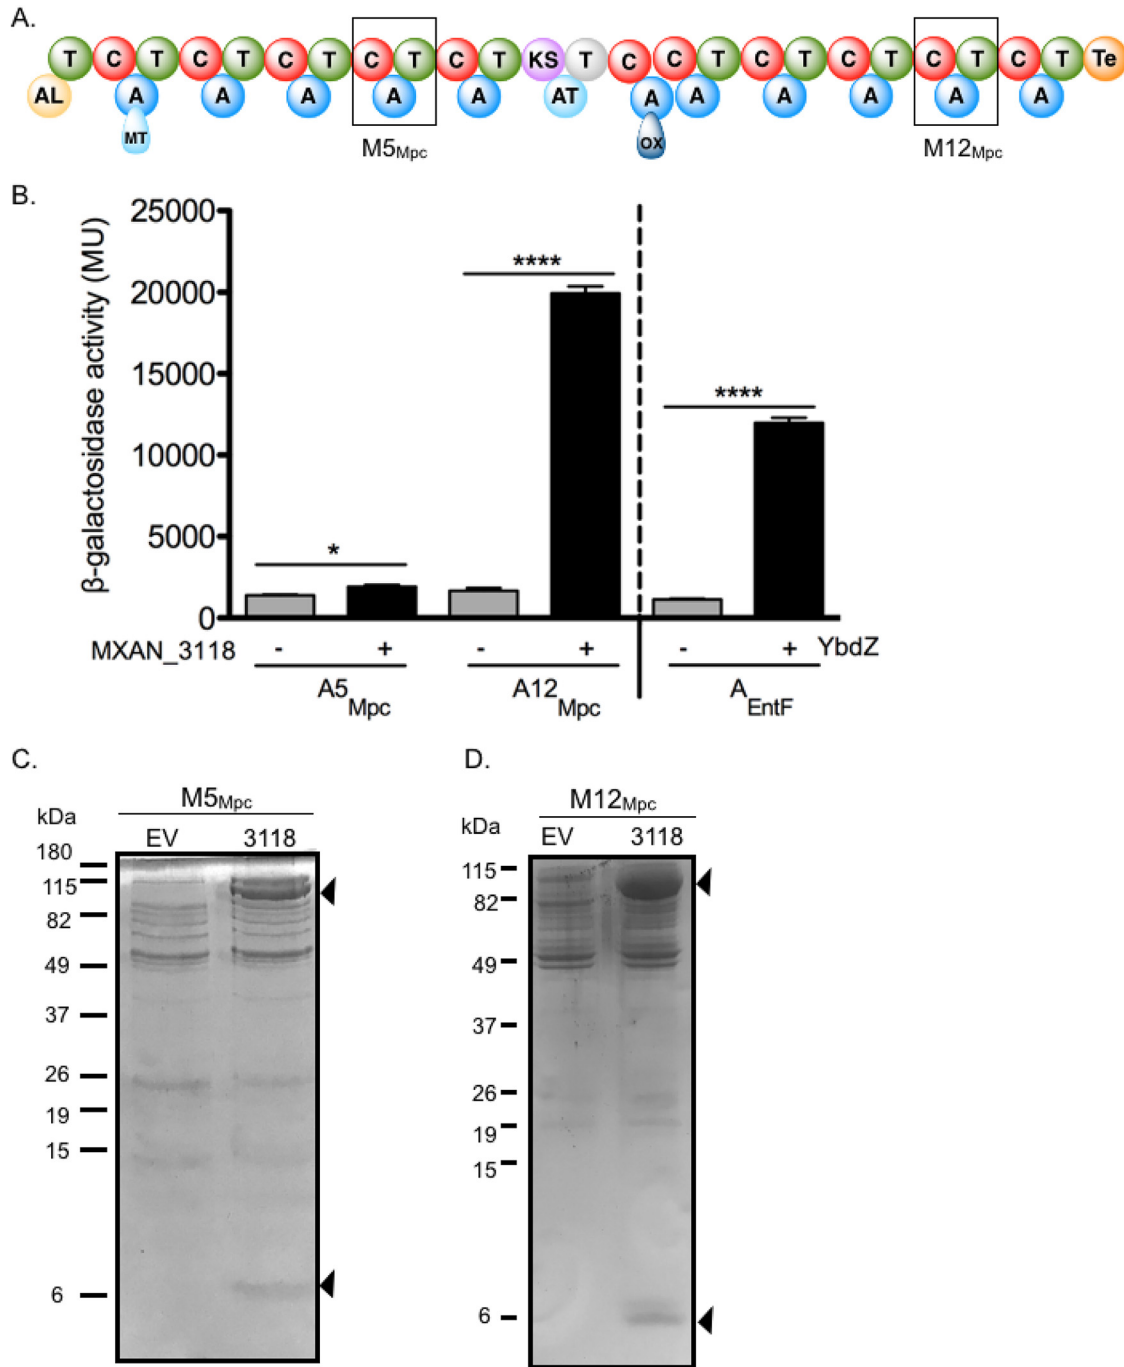 A.
T C T C T C T C T C T KS T C C T C T C T C T C T Te
AL A A A A A AT A A A A A A
MT OX
M5Mpc M12Mpc
B.
β-galactosidase activity (MU)
25000
20000
15000
10000
5000
0
**** 
****
*
MXAN_3118 - + - + - + YbdZ
A5Mpc A12Mpc AEntF
C.
M5Mpc
kDa
EV 3118
180
115
82
49
37
26
19
15
6
D.
M12Mpc
kDa
EV 3118
115
82
49
37
26
19
15
6